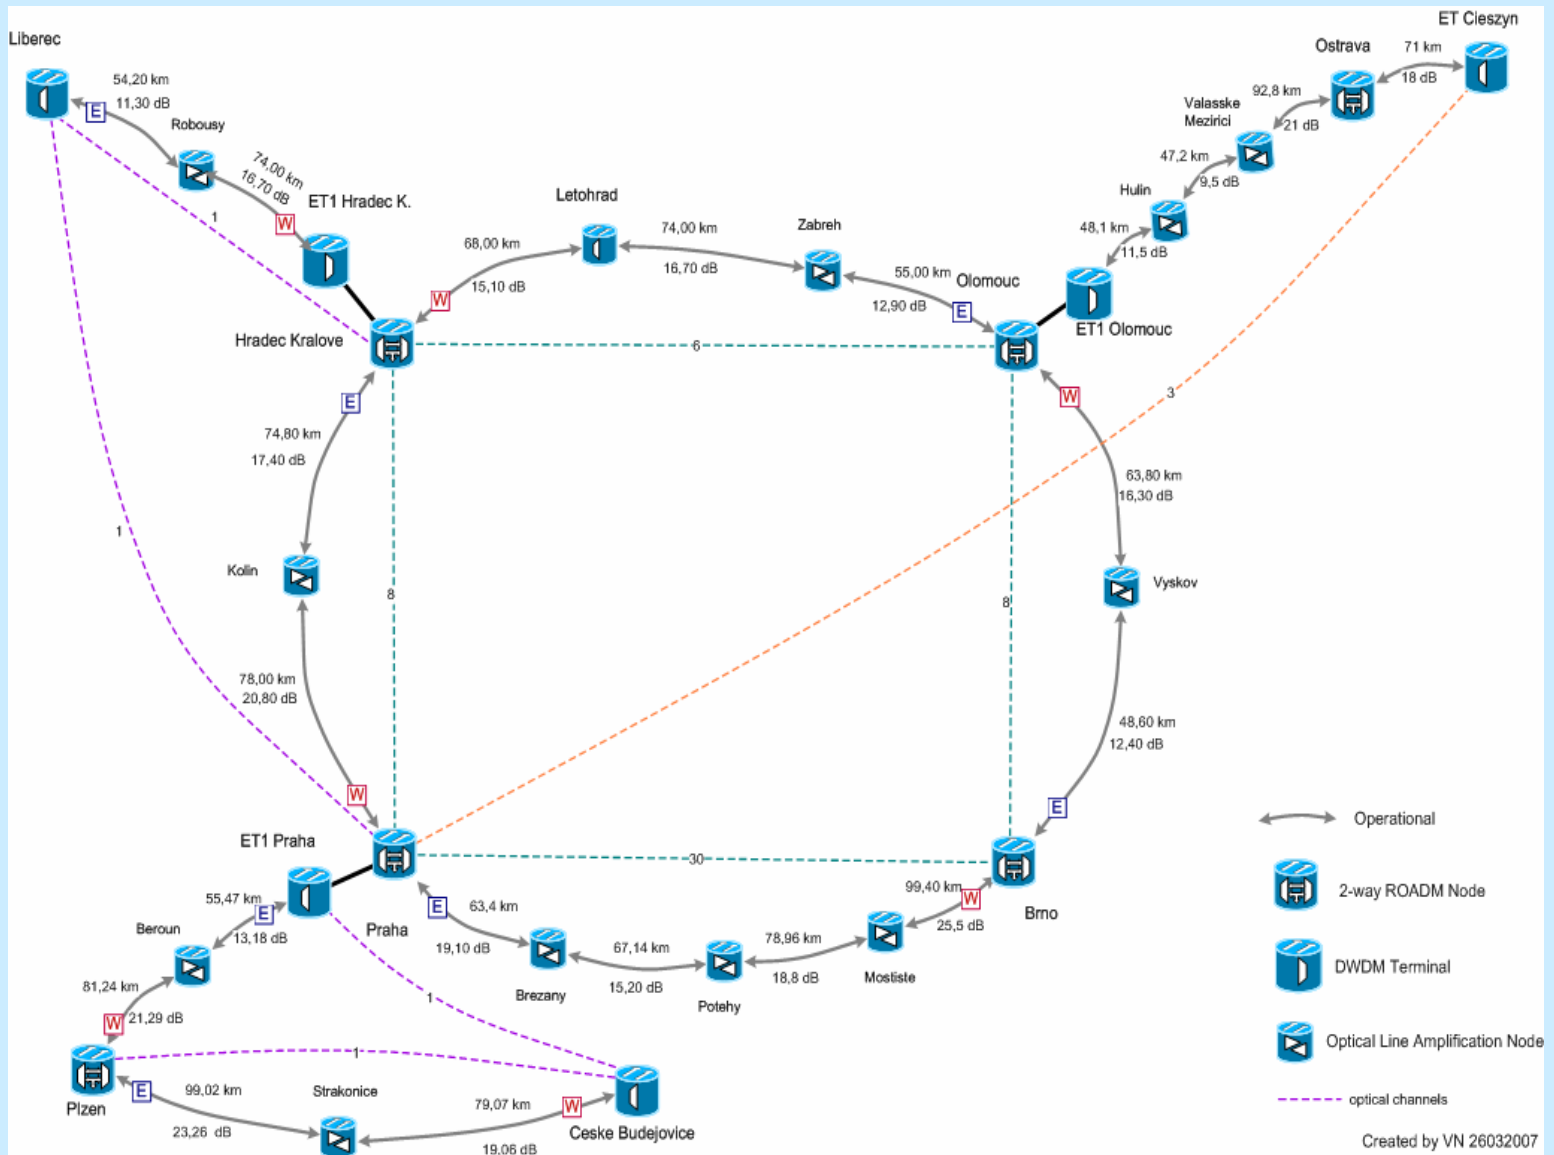 ET Cieszyn
Liberec
Ostrava
71 km
18 dB
54,20 km
11,30 dB
E
92,8 km
21 dB
Valasske
Mezirici
Robousy
74,00 km
16,70 dB
W
47,2 km
9,5 dB
ET1 Hradec K.
Letohrad
Hulin
1
68,00 km
15,10 dB
W
74,00 km
16,70 dB
Zabreh
48,1 km
11,5 dB
55,00 km
12,90 dB
E
Olomouc
ET1 Olomouc
Hradec Kralove
6
E
W
3
74,80 km
17,40 dB
63,80 km
16,30 dB
1
Kolin
8
8
Vyskov
78,00 km
20,80 dB
48,60 km
12,40 dB
W
E
Operational
ET1 Praha
30
2-way ROADM Node
55,47 km
E
13,18 dB
Praha
E
63,4 km
19,10 dB
99,40 km
W
25,5 dB
Brno
Beroun
67,14 km
15,20 dB
78,96 km
18,8 dB
Mostiste
DWDM Terminal
81,24 km
21,29 dB
W
Brezany
Potehy
1
1
Optical Line Amplification Node
Plzen
E
99,02 km
23,26 dB
Strakonice
79,07 km
19,06 dB
W
Ceske Budejovice
optical channels
Created by VN 26032007